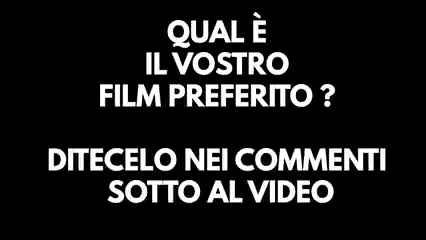 QUAL È
IL VOSTRO
FILM PREFERITO ?
DITECELO NEI COMMENTI
SOTTO AL VIDEO